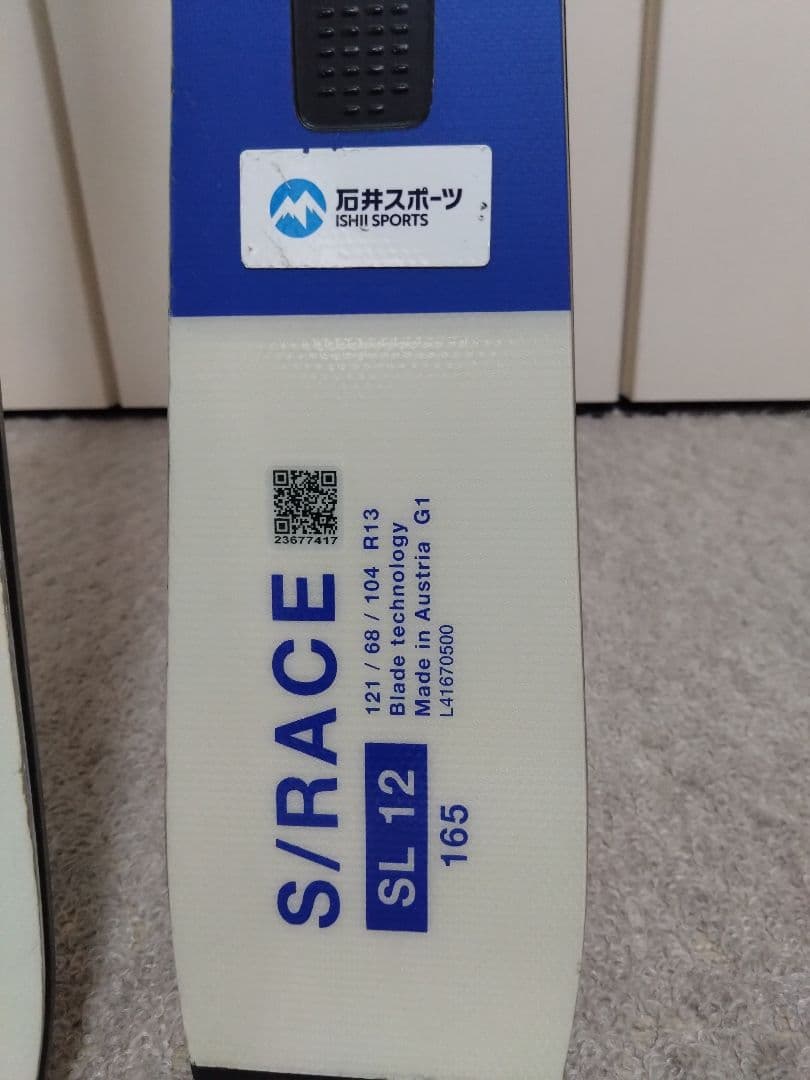 石井スポーツ
ISHII SPORTS
23677417
S/RACE
SL 12
165
121 / 68 / 104 R13
Blade technology
Made in Austria G1
L41670500